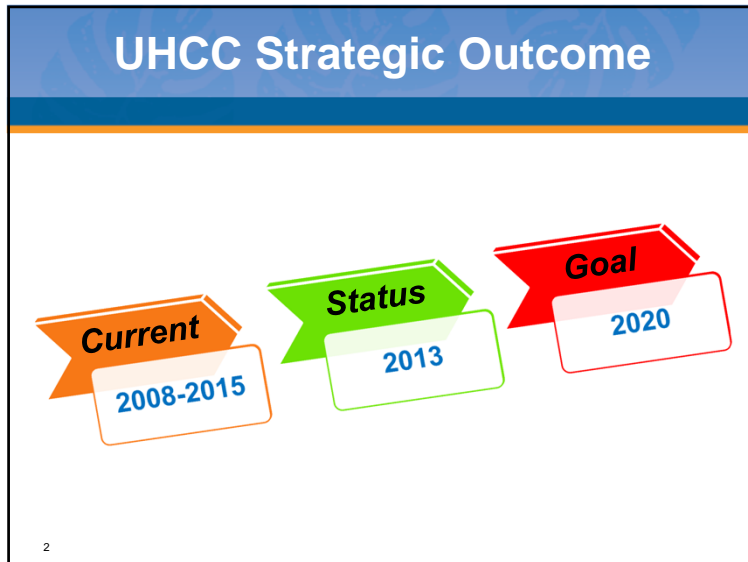 UHCC Strategic Outcome
Current
2008-2015
Status
2013
Goal
2020
2